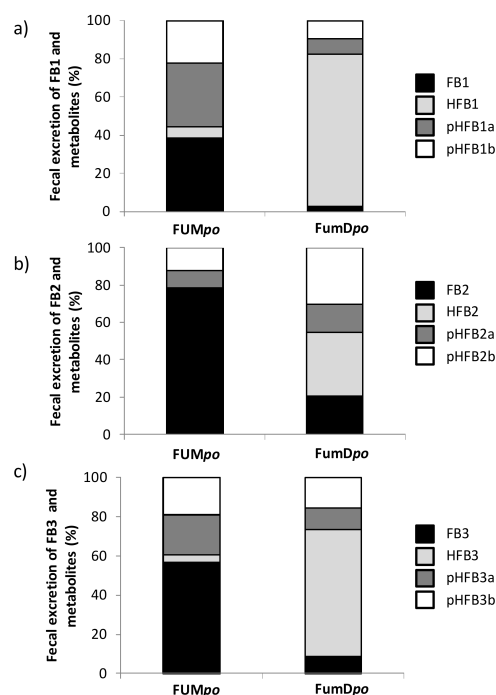 a)
Fecal excretion of FB1 and
metabolites (%)
100
80
60
40
20
0
FUMpo
FumDpo
FB1
HFB1
pHFB1a
pHFB1b
b)
Fecal excretion of FB2 and
metabolites (%)
100
80
60
40
20
0
FUMpo
FumDpo
FB2
HFB2
pHFB2a
pHFB2b
c)
Fecal excretion of FB3 and
metabolites (%)
100
80
60
40
20
0
FUMpo
FumDpo
FB3
HFB3
pHFB3a
pHFB3b